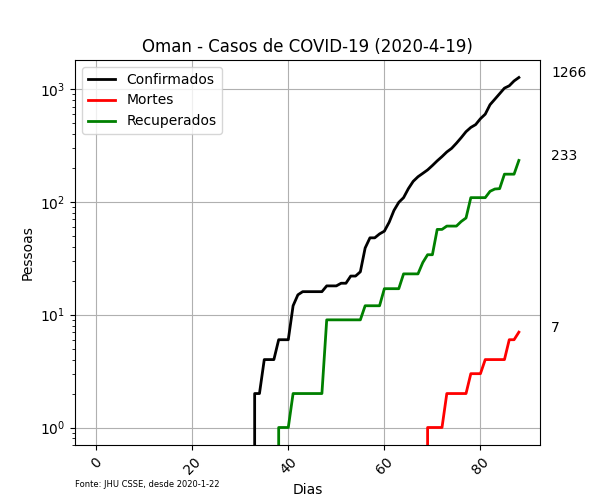 Oman - Casos de COVID-19 (2020-4-19)
Confirmados
Mortes
Recuperados
1266
233
7
10³
10²
10¹
10⁰
Pessoas
0 20 40 60 80
Dias
Fonte: JHU CSSE, desde 2020-1-22